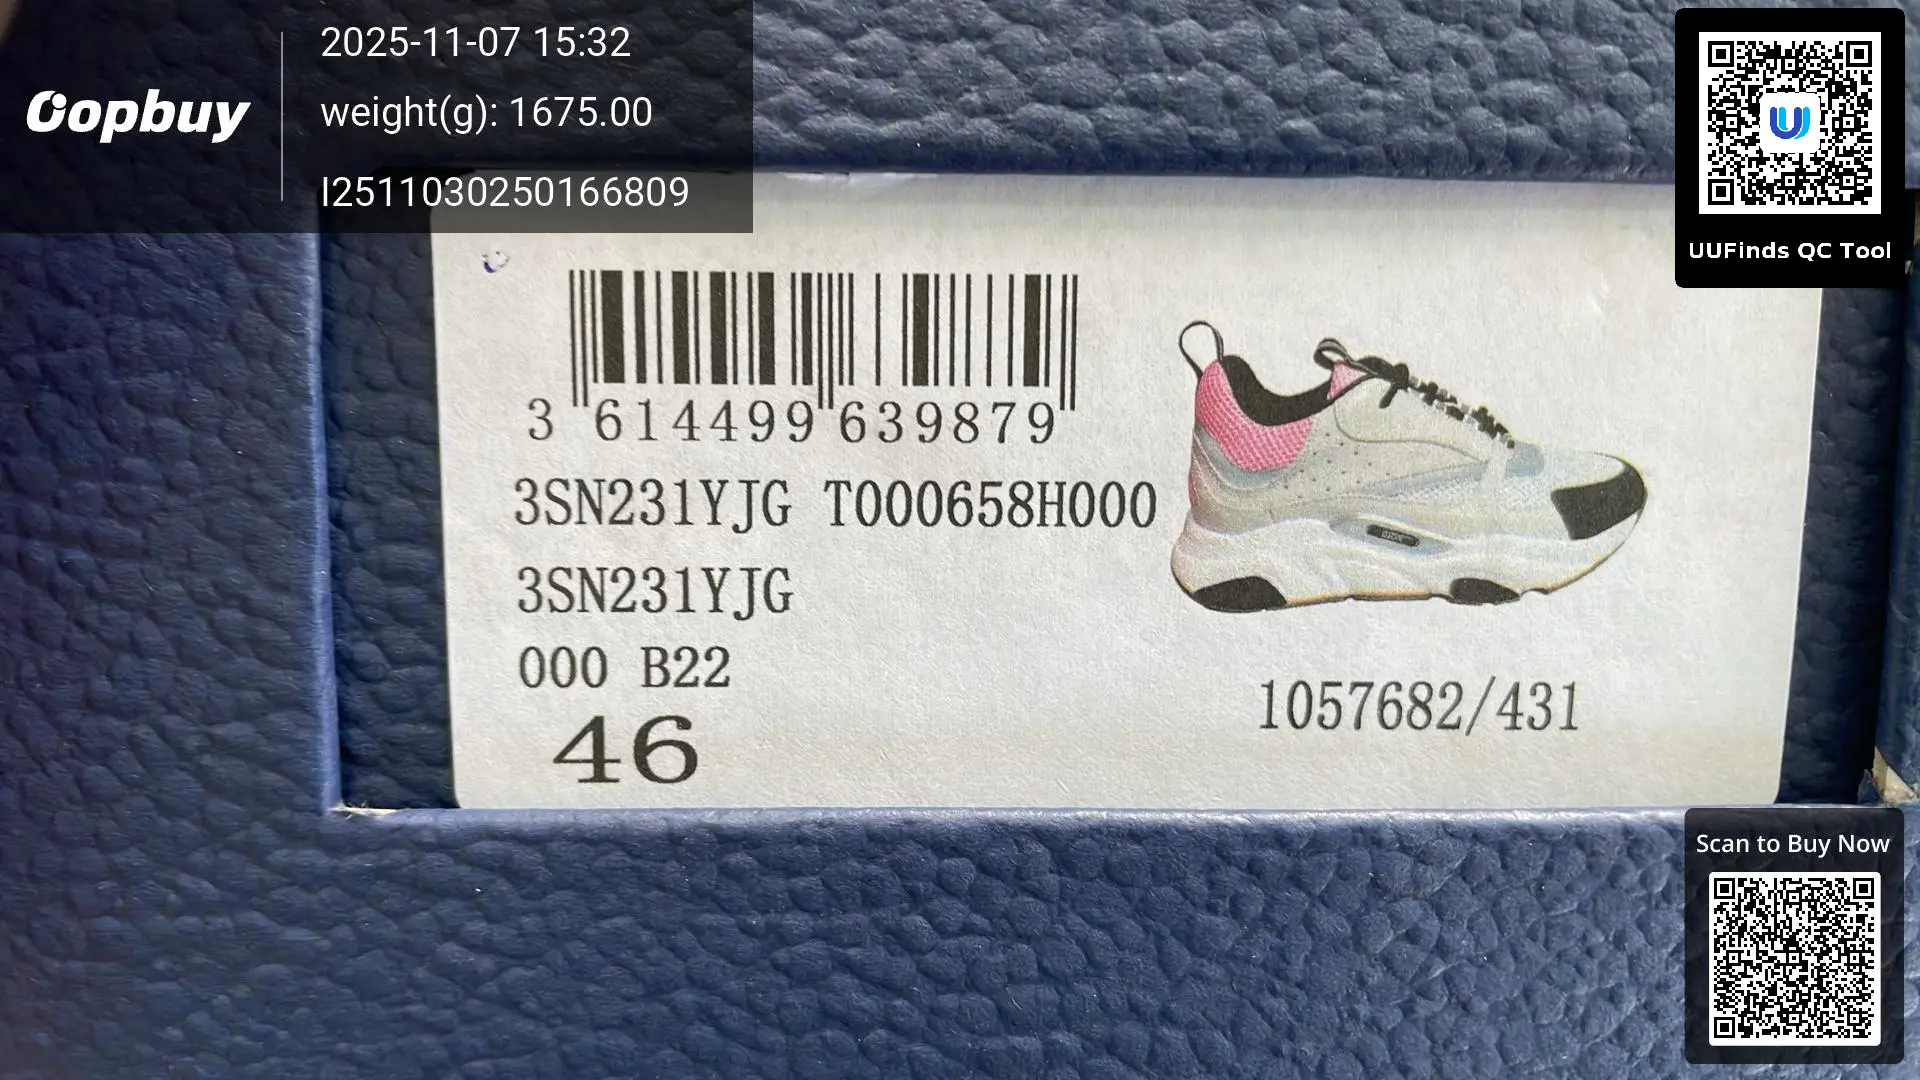 Oopbuy
2025-11-07 15:32
weight(g): 1675.00
I2511030250166809
UUFinds QC Tool
3 614499 639879
3SN231YJG T000658H000
3SN231YJG
000 B22
46
1057682/431
Scan to Buy Now